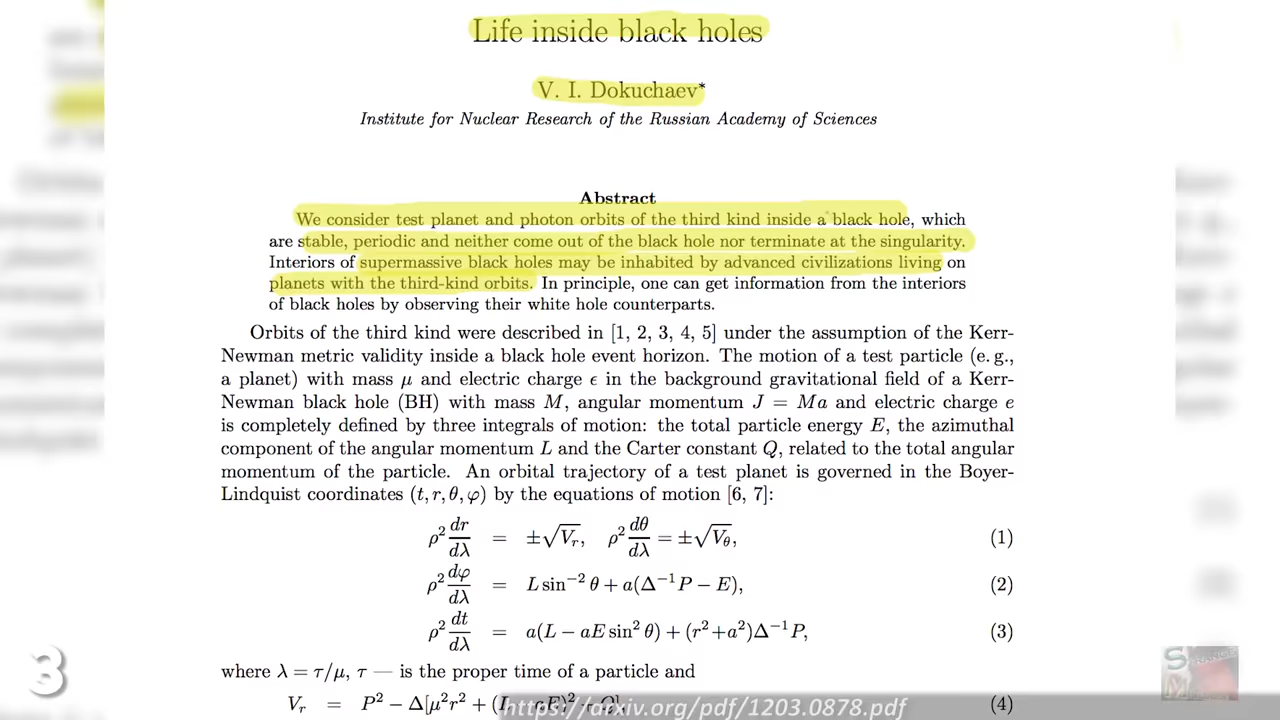 Life inside black holes
V. I. Dokuchaev*
Institute for Nuclear Research of the Russian Academy of Sciences
Abstract
We consider test planet and photon orbits of the third kind inside a black hole, which
are stable, periodic and neither come out of the black hole nor terminate at the singularity.
Interiors of supermassive black holes may be inhabited by advanced civilizations living on
planets with the third-kind orbits. In principle, one can get information from the interiors
of black holes by observing their white hole counterparts.
Orbits of the third kind were described in [1, 2, 3, 4, 5] under the assumption of the Kerr-
Newman metric validity inside a black hole event horizon. The motion of a test particle (e. g.,
a planet) with mass μ and electric charge ϵ in the background gravitational field of a Kerr-
Newman black hole (BH) with mass M, angular momentum J = Ma and electric charge e
is completely defined by three integrals of motion: the total particle energy E, the azimuthal
component of the angular momentum L and the Carter constant Q, related to the total angular
momentum of the particle. An orbital trajectory of a test planet is governed in the Boyer-
Lindquist coordinates (t, r, θ, φ) by the equations of motion [6, 7]:
ρ² dr/dλ = ±√Vr, ρ² dθ/dλ = ±√Vθ, (1)
ρ² dφ/dλ = L sin⁻² θ + a(Δ⁻¹P − E), (2)
ρ² dt/dλ = a(L − aE sin² θ) + (r² + a²)Δ⁻¹P, (3)
where λ = τ/μ, τ — is the proper time of a particle and
Vr = P² − Δ[μ²r² + (4)
https://arxiv.org/pdf/1203.0878.pdf
3
STRANGE